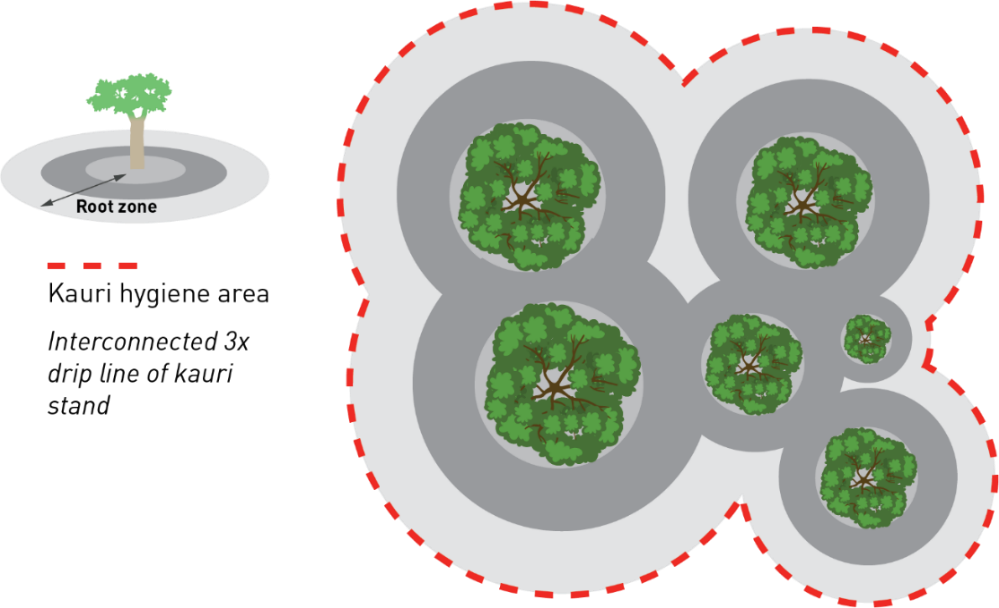 Root zone
Kauri hygiene area
Interconnected 3x
drip line of kauri
stand